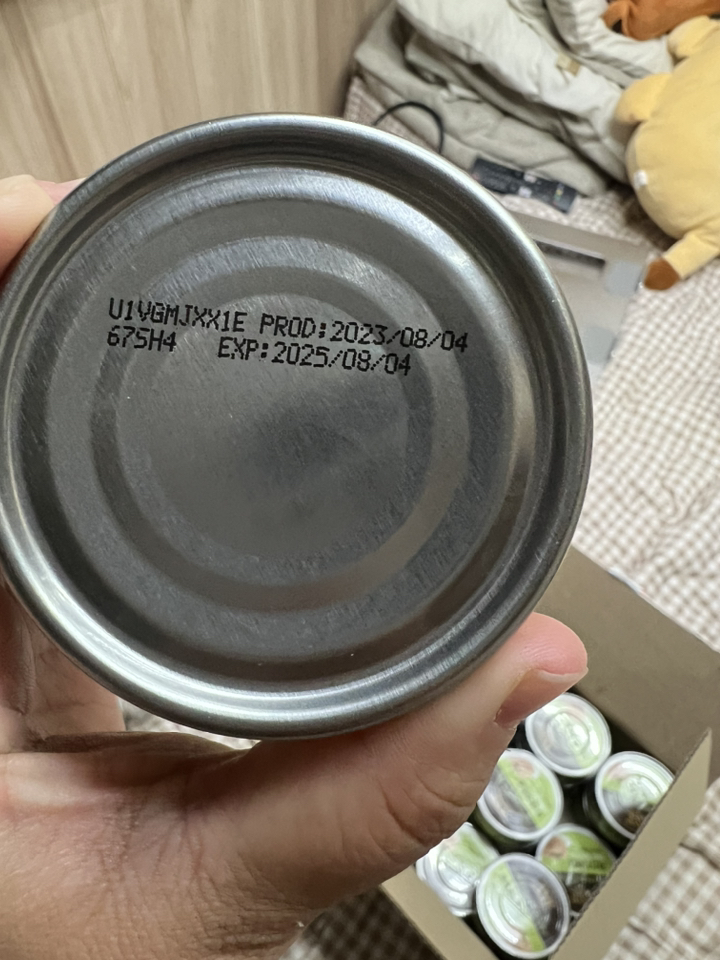 U1VGMJXX1E PROD:2023/08/04
675H4 EXP:2025/08/04